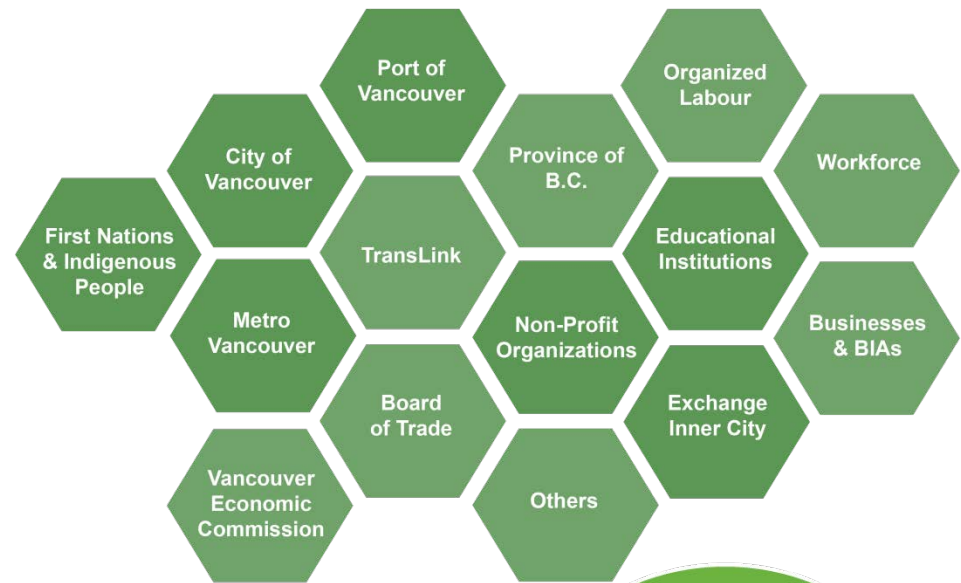 Port of
Vancouver
Organized
Labour
City of
Vancouver
Province of
B.C.
Workforce
First Nations
& Indigenous
People
TransLink
Educational
Institutions
Metro
Vancouver
Non-Profit
Organizations
Businesses
& BIAs
Board
of Trade
Exchange
Inner City
Vancouver
Economic
Commission
Others